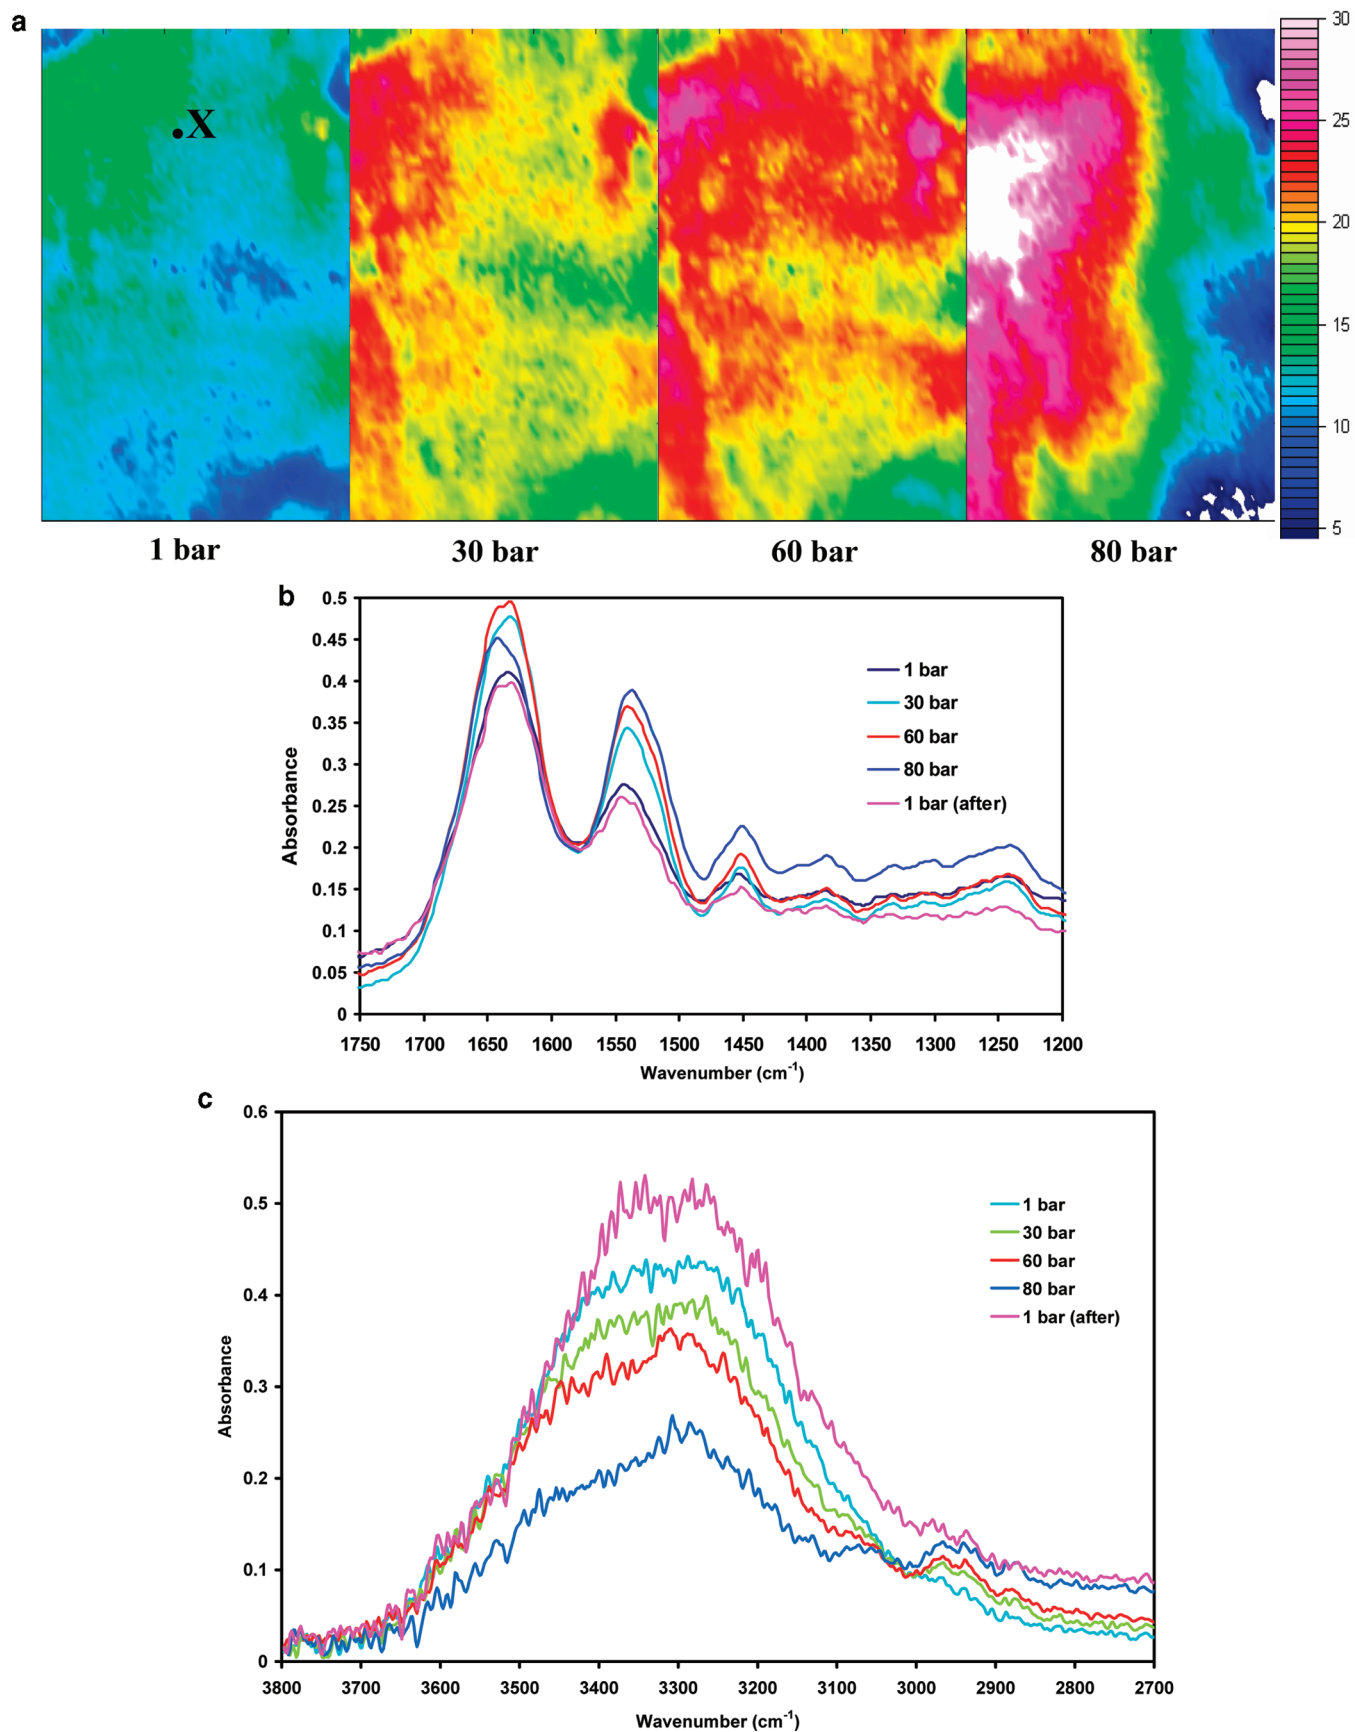 a
.X
30
25
20
15
10
5
1 bar
30 bar
60 bar
80 bar
b
0.5
0.45
0.4
0.35
0.3
0.25
0.2
0.15
0.1
0.05
0
Absorbance
1 bar
30 bar
60 bar
80 bar
1 bar (after)
1750 1700 1650 1600 1550 1500 1450 1400 1350 1300 1250 1200
Wavenumber (cm-1)
c
0.6
0.5
0.4
0.3
0.2
0.1
0
Absorbance
1 bar
30 bar
60 bar
80 bar
1 bar (after)
3800 3700 3600 3500 3400 3300 3200 3100 3000 2900 2800 2700
Wavenumber (cm-1)